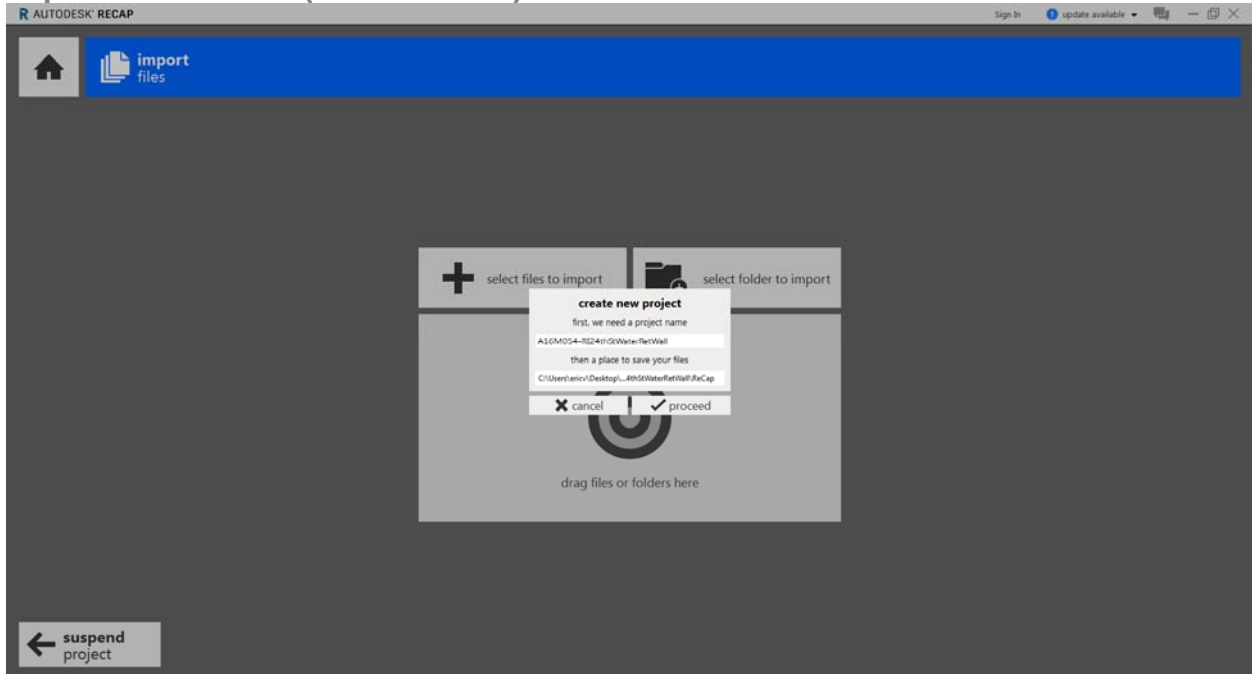 AUTODESK' RECAP
Sign In
1 update available
import
files
select files to import
select folder to import
create new project
first, we need a project name
A16M054-RI24thStWaterRetWall
then a place to save your files
C:\Users\ericv\Desktop\...4thStWaterRetWall\ReCap
cancel
proceed
drag files or folders here
suspend
project